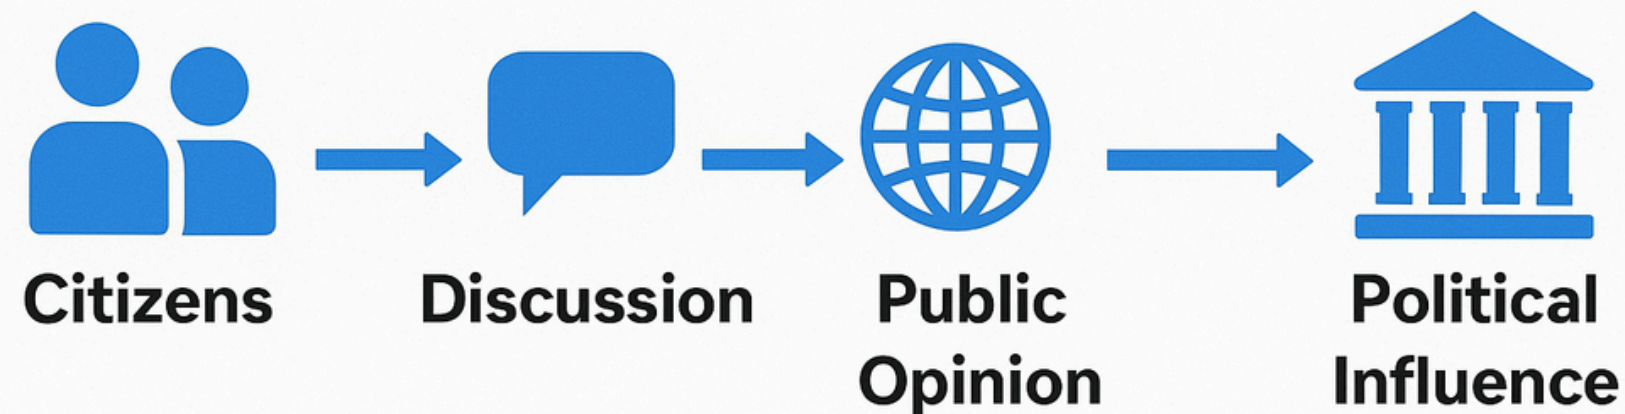 Citizens
Discussion
Public
Opinion
Political
Influence